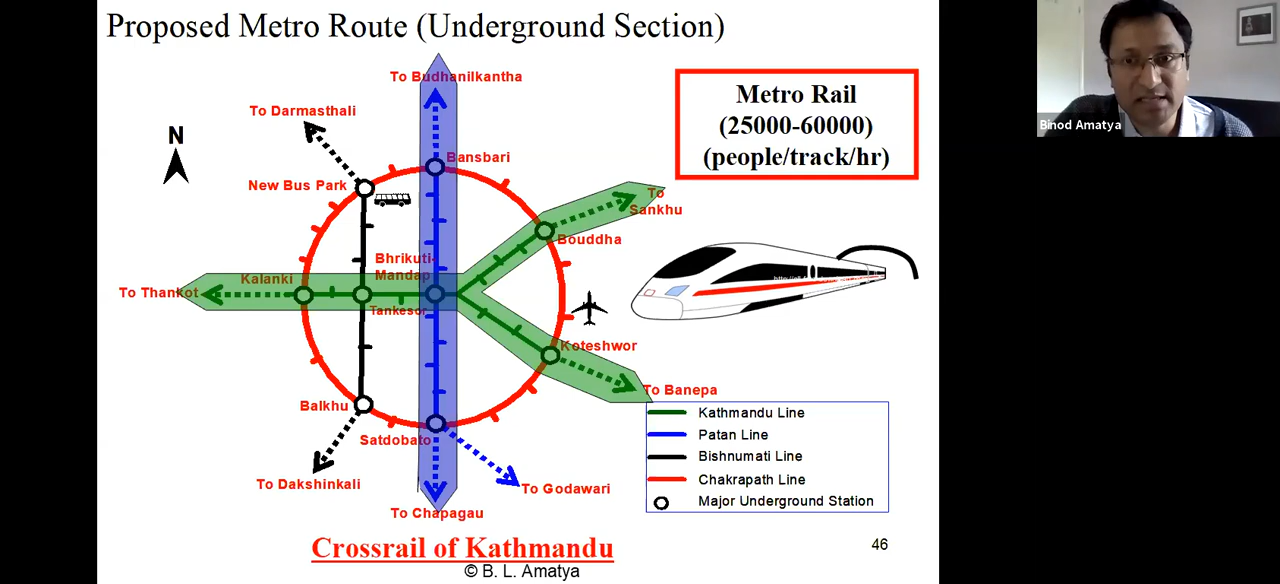 Proposed Metro Route (Underground Section)
To Budhanilkantha
Metro Rail
(25000-60000)
(people/track/hr)
Binod Amatya
To Darmasthali
N
Bansbari
New Bus Park
To
Sankhu
Bouddha
Bhrikuti-
Mandap
Kalanki
To Thankot
Tankesor
Koteshwor
To Banepa
Balkhu
Satdobato
To Dakshinkali
To Godawari
To Chapagau
Kathmandu Line
Patan Line
Bishnumati Line
Chakrapath Line
Major Underground Station
Crossrail of Kathmandu
46
© B. L. Amatya